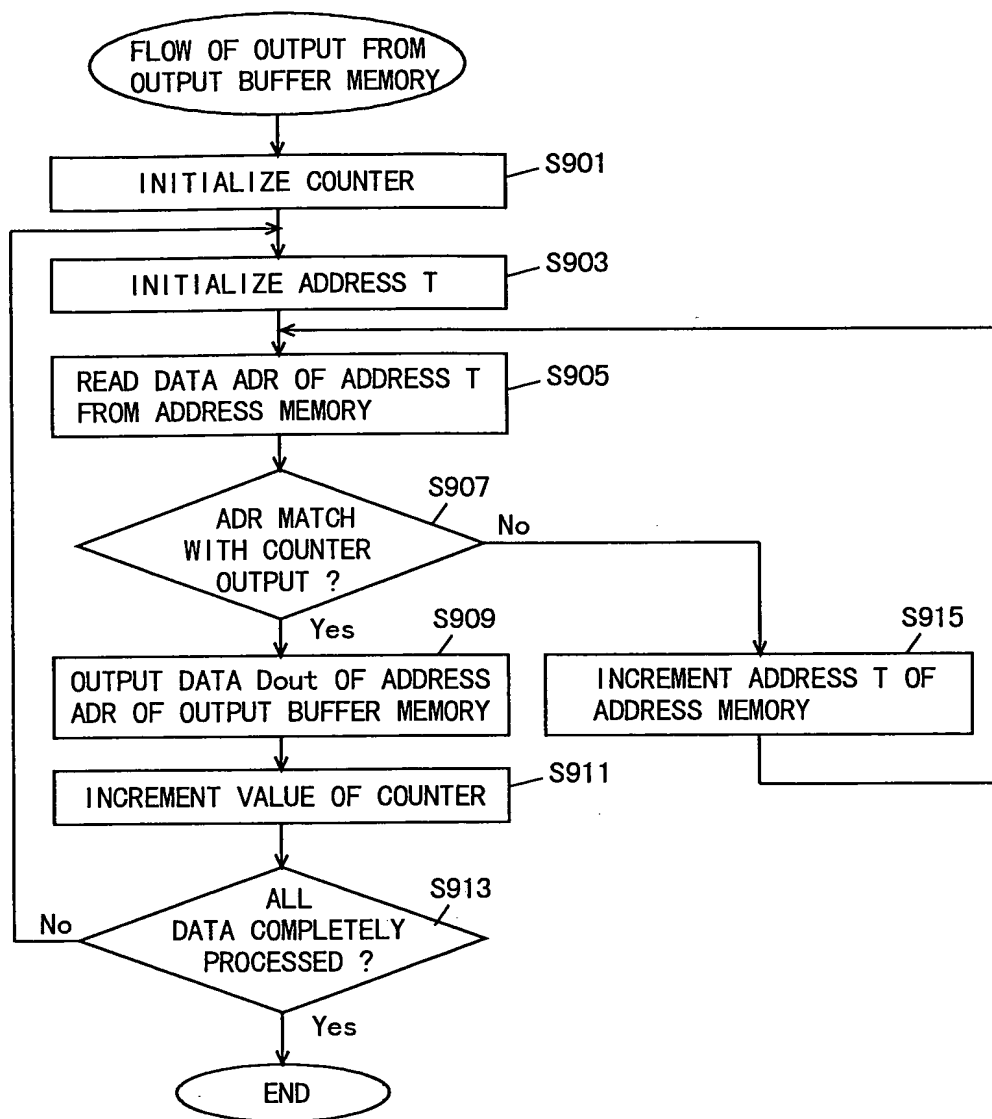 FLOW OF OUTPUT FROM
OUTPUT BUFFER MEMORY
S901
INITIALIZE COUNTER
S903
INITIALIZE ADDRESS T
S905
READ DATA ADR OF ADDRESS T
FROM ADDRESS MEMORY
S907
ADR MATCH
WITH COUNTER
OUTPUT ?
No
Yes
S909
OUTPUT DATA Dout OF ADDRESS
ADR OF OUTPUT BUFFER MEMORY
S915
INCREMENT ADDRESS T OF
ADDRESS MEMORY
S911
INCREMENT VALUE OF COUNTER
S913
ALL
DATA COMPLETELY
PROCESSED ?
No
Yes
END